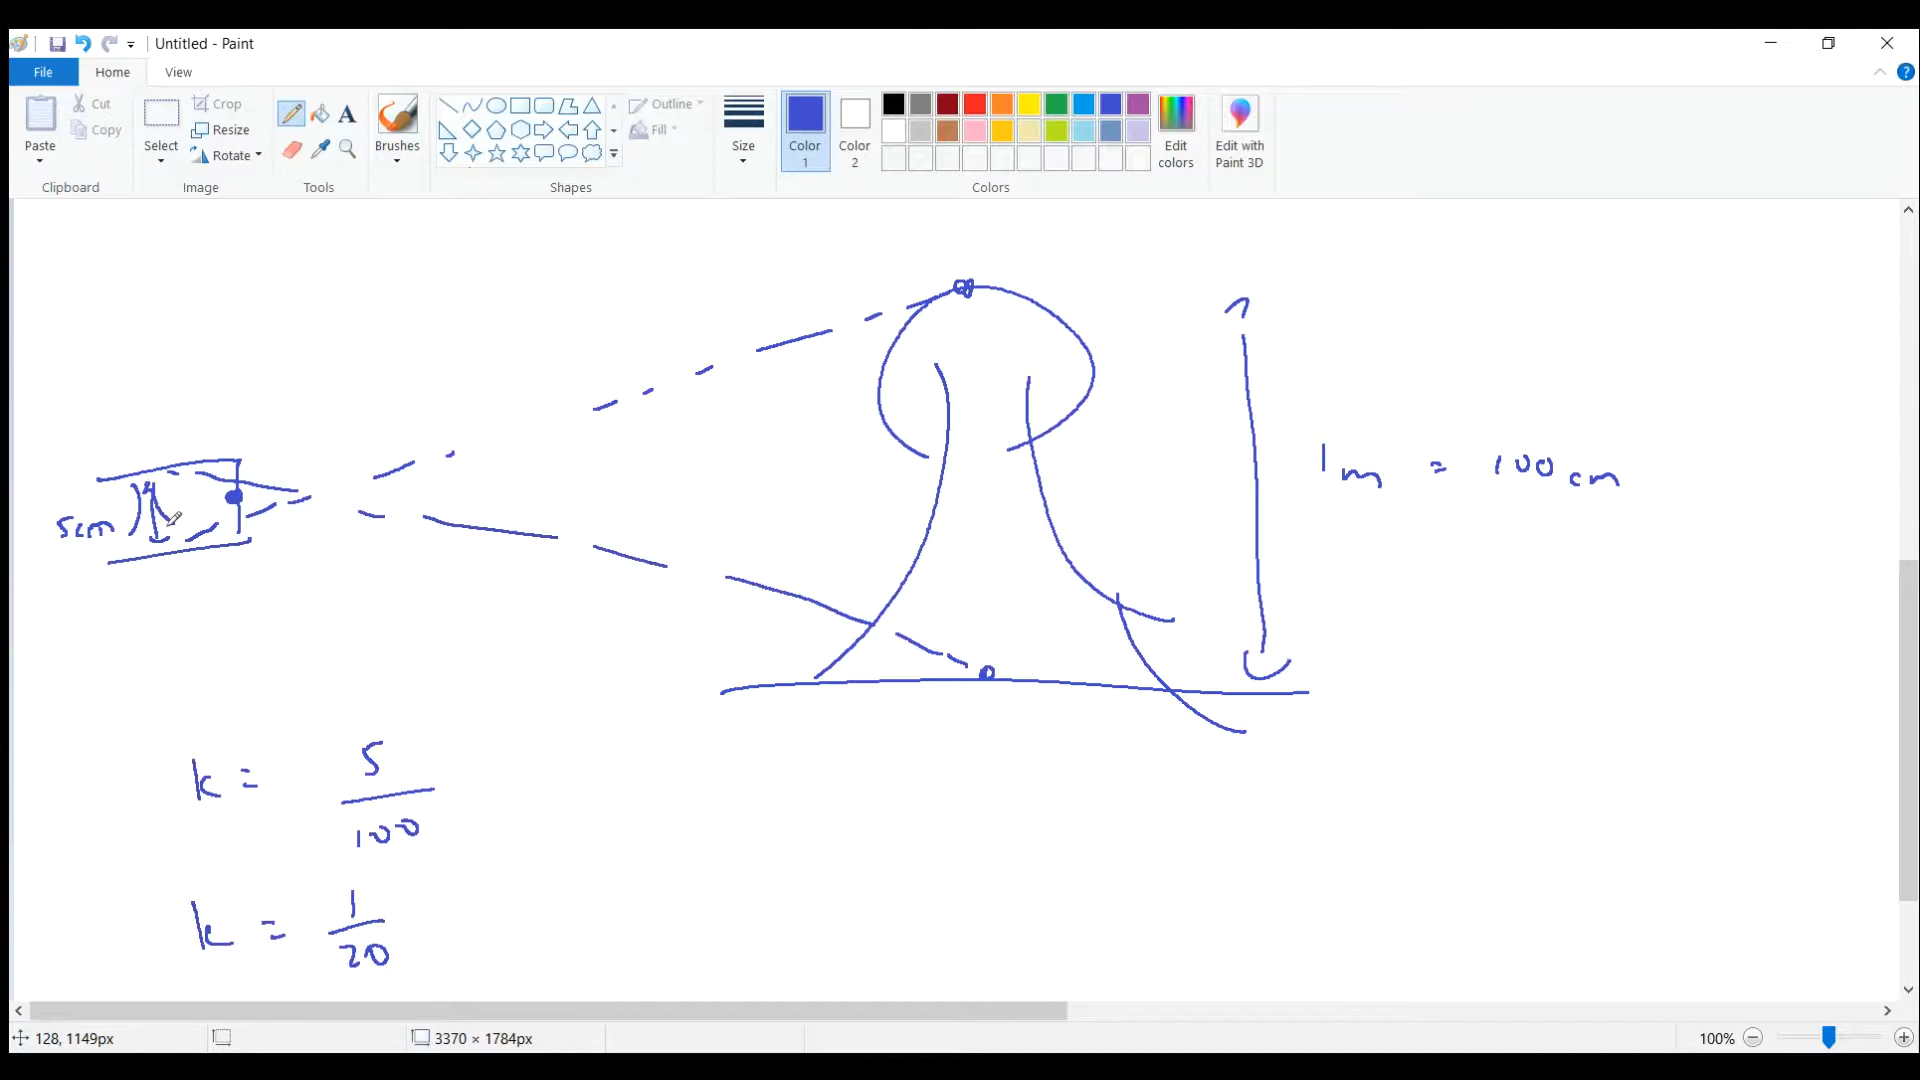 Untitled - Paint
File Home View
Paste
Cut
Copy
Clipboard
Select
Crop
Resize
Rotate
Image
Tools
Brushes
Shapes
Outline
Fill
Size
Color 1
Color 2
Colors
Edit colors
Edit with Paint 3D
1m = 100cm
5cm
k = 5/100
k = 1/20
128, 1149px
3370 × 1784px
100%